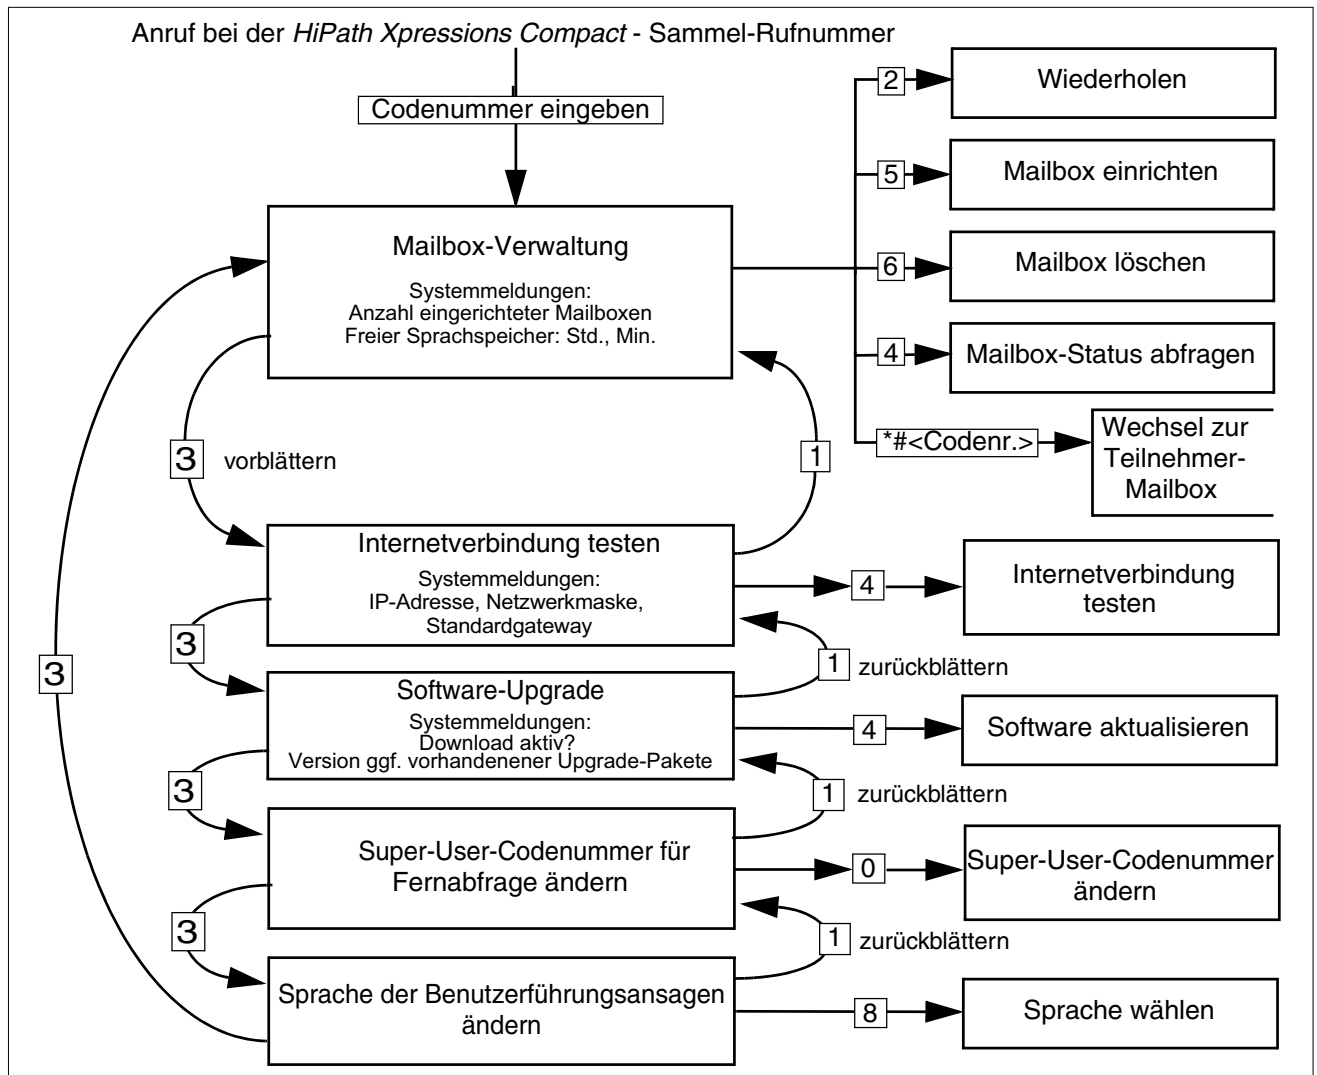 Anruf bei der HiPath Xpressions Compact - Sammel-Rufnummer
Codenummer eingeben
Mailbox-Verwaltung
Systemmeldungen:
Anzahl eingerichteter Mailboxen
Freier Sprachspeicher: Std., Min.
2
Wiederholen
5
Mailbox einrichten
6
Mailbox löschen
4
Mailbox-Status abfragen
*#<Codenr.>
Wechsel zur
Teilnehmer-
Mailbox
3
vorblättern
1
Internetverbindung testen
Systemmeldungen:
IP-Adresse, Netzwerkmaske,
Standardgateway
4
Internetverbindung
testen
3
1
zurückblättern
3
Software-Upgrade
Systemmeldungen:
Download aktiv?
Version ggf. vorhandenener Upgrade-Pakete
4
Software aktualisieren
3
1
zurückblättern
Super-User-Codenummer für
Fernabfrage ändern
0
Super-User-Codenummer
ändern
3
1
zurückblättern
Sprache der Benutzerführungsansagen
ändern
8
Sprache wählen